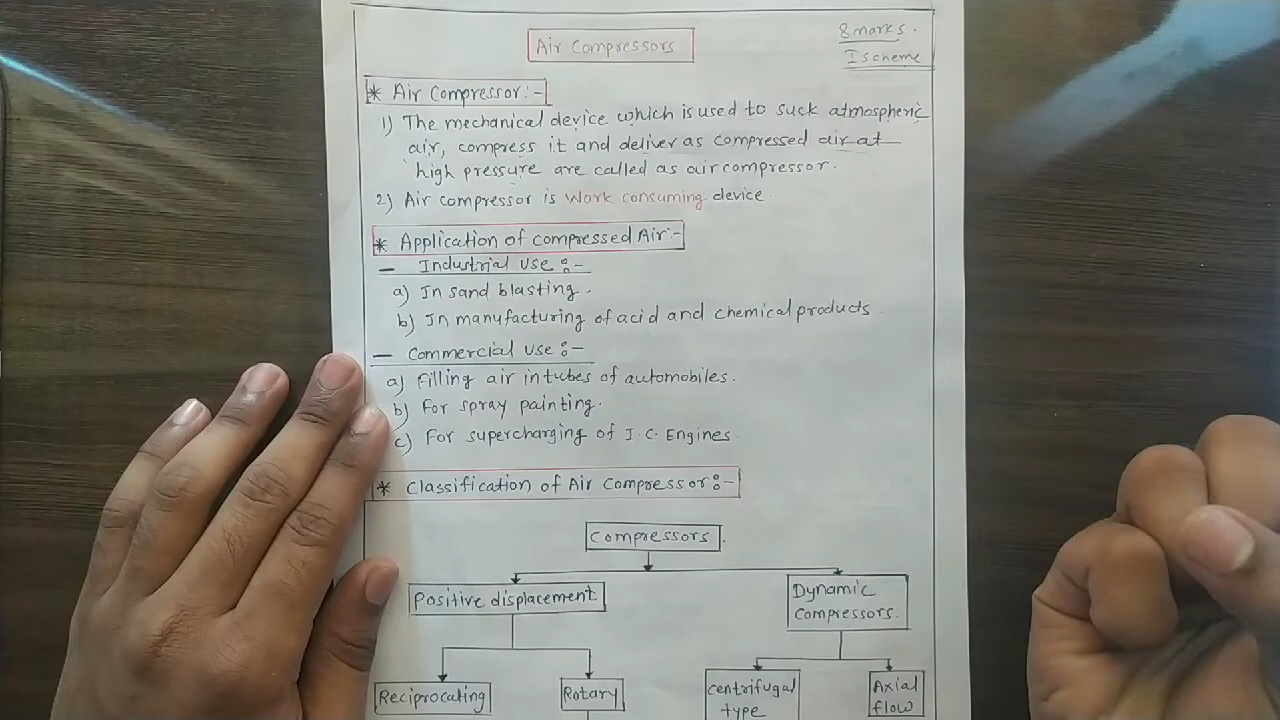 Air Compressors
8 marks.
I scheme
* Air Compressor:-
1) The mechanical device which is used to suck atmospheric
air, compress it and deliver as compressed air at
high pressure are called as air compressor.
2) Air compressor is work consuming device.
* Application of compressed Air:-
- Industrial use :-
a) In sand blasting.
b) In manufacturing of acid and chemical products.
- Commercial use :-
a) Filling air in tubes of automobiles.
b) For spray painting.
c) For supercharging of I.C. Engines.
* Classification of Air Compressor :-
Compressors.
Positive displacement
Dynamic
compressors.
Reciprocating
Rotary
Centrifugal
type
Axial
flow